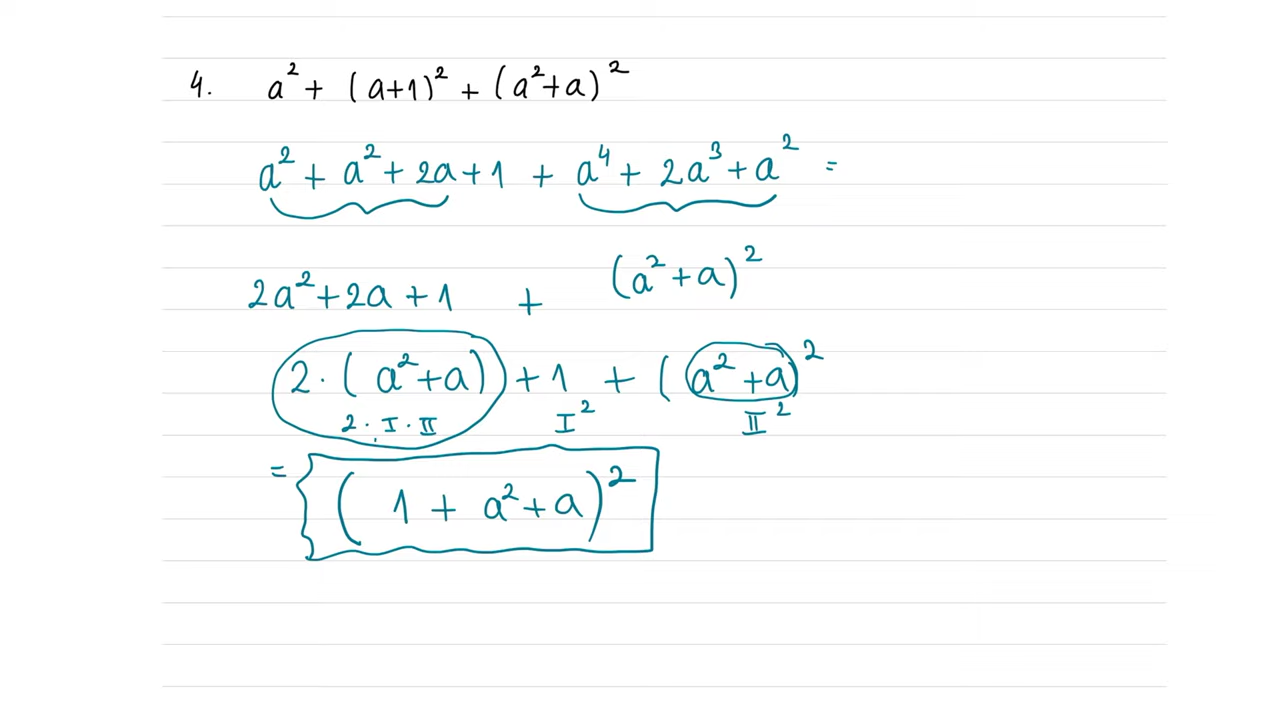 4. a² + (a+1)² + (a²+a)²
a² + a² + 2a + 1 + a⁴ + 2a³ + a² =
2a² + 2a + 1 + (a² + a)²
2 · (a² + a) + 1 + (a² + a)²
2 · I · II I² II²
= (1 + a² + a)²